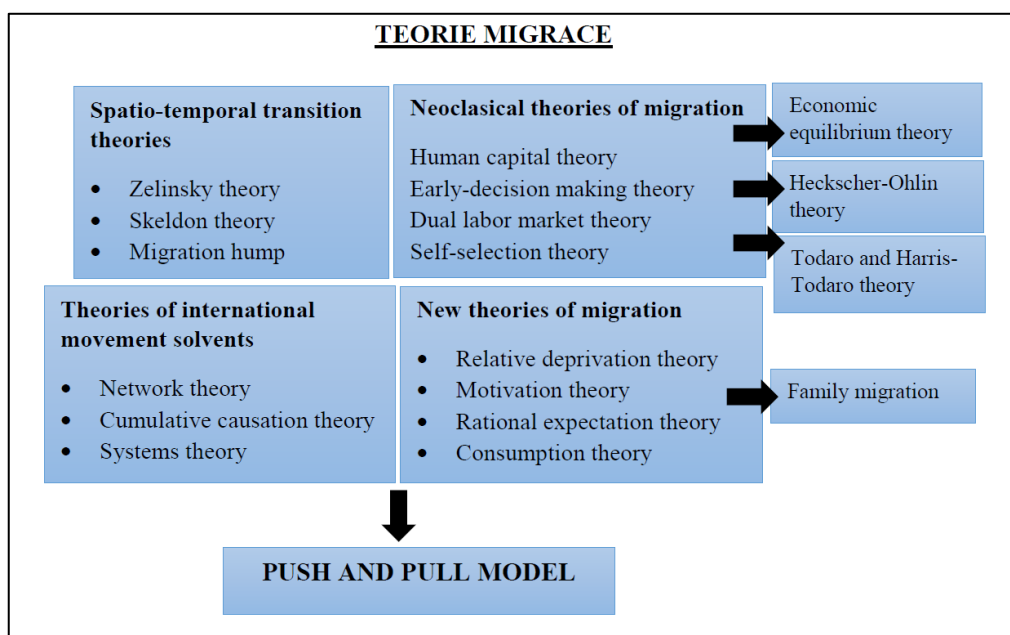 TEORIE MIGRACE
Spatio-temporal transition
theories
• Zelinsky theory
• Skeldon theory
• Migration hump
Neoclasical theories of migration
Human capital theory
Early-decision making theory
Dual labor market theory
Self-selection theory
Economic
equilibrium theory
Heckscher-Ohlin
theory
Todaro and Harris-
Todaro theory
Theories of international
movement solvents
• Network theory
• Cumulative causation theory
• Systems theory
New theories of migration
• Relative deprivation theory
• Motivation theory
• Rational expectation theory
• Consumption theory
Family migration
PUSH AND PULL MODEL